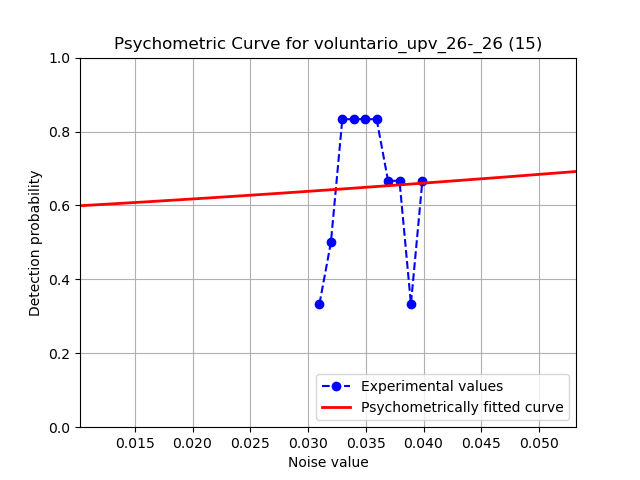 Psychometric Curve for voluntario_upv_26-_26 (15)
1.0
0.8
0.6
0.4
0.2
0.0
Detection probability
Experimental values
Psychometrically fitted curve
0.015 0.020 0.025 0.030 0.035 0.040 0.045 0.050
Noise value